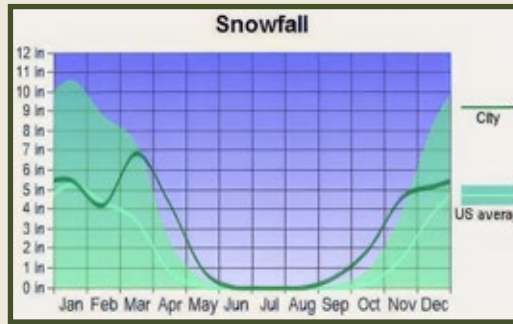 Snowfall
12 in
11 in
10 in
9 in
8 in
7 in
6 in
5 in
4 in
3 in
2 in
1 in
0 in
Jan Feb Mar Apr May Jun Jul Aug Sep Oct Nov Dec
City
US averag